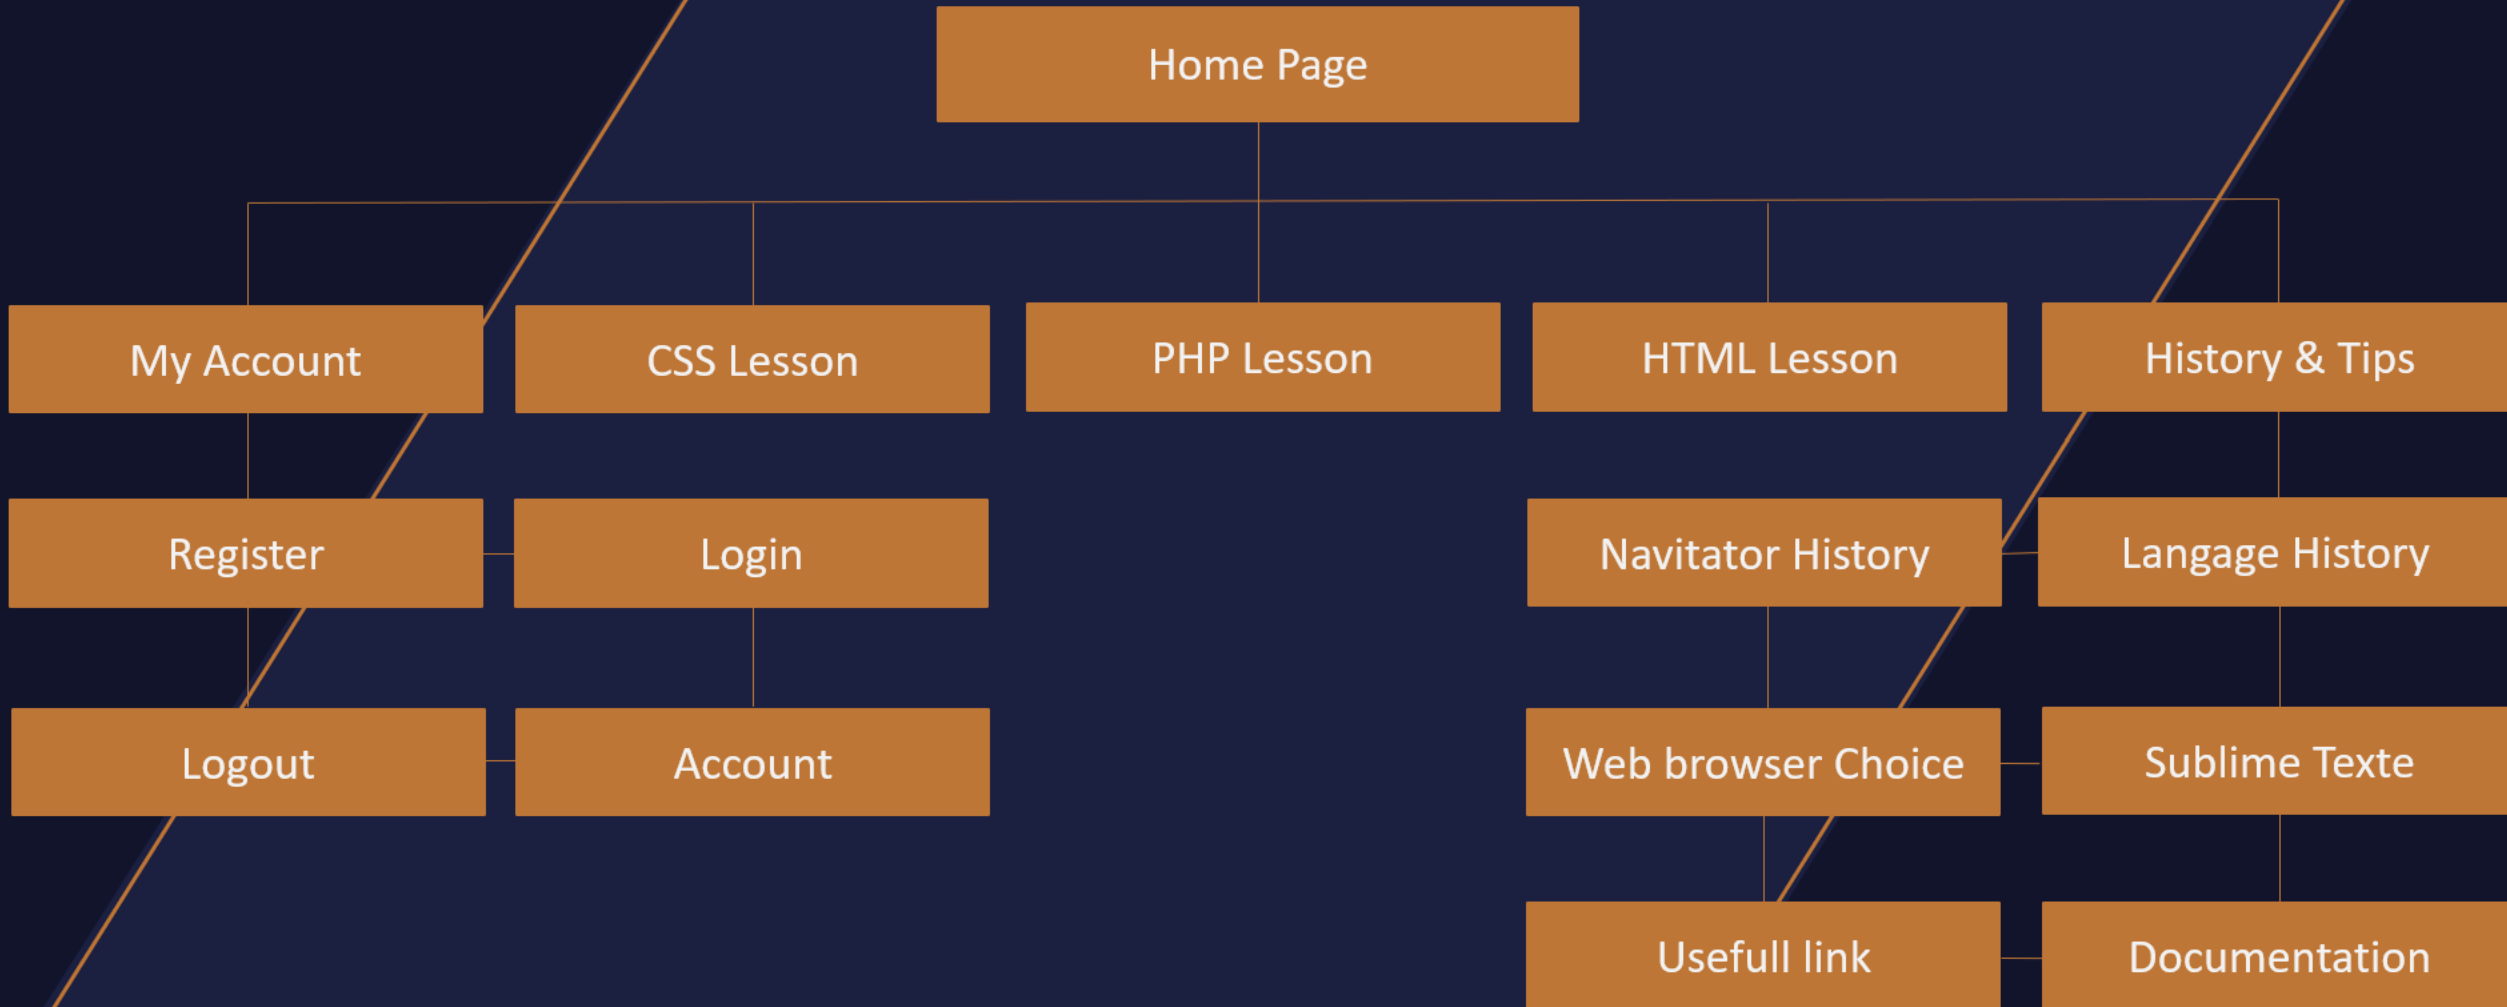 Home Page
My Account
CSS Lesson
PHP Lesson
HTML Lesson
History & Tips
Register
Login
Navitator History
Langage History
Logout
Account
Web browser Choice
Sublime Texte
Usefull link
Documentation